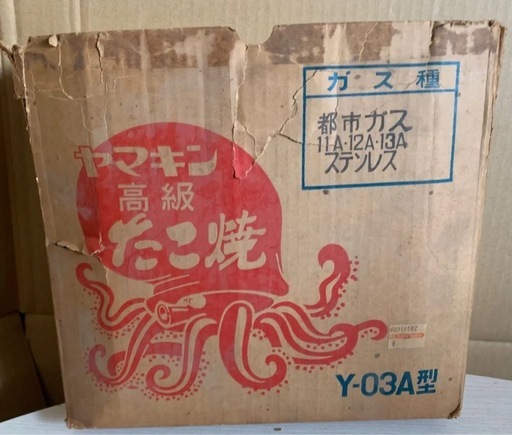 ガス種
都市ガス
11A・12A・13A
ステンレス
ヤマキン
高級
たこ焼
Y-03A型